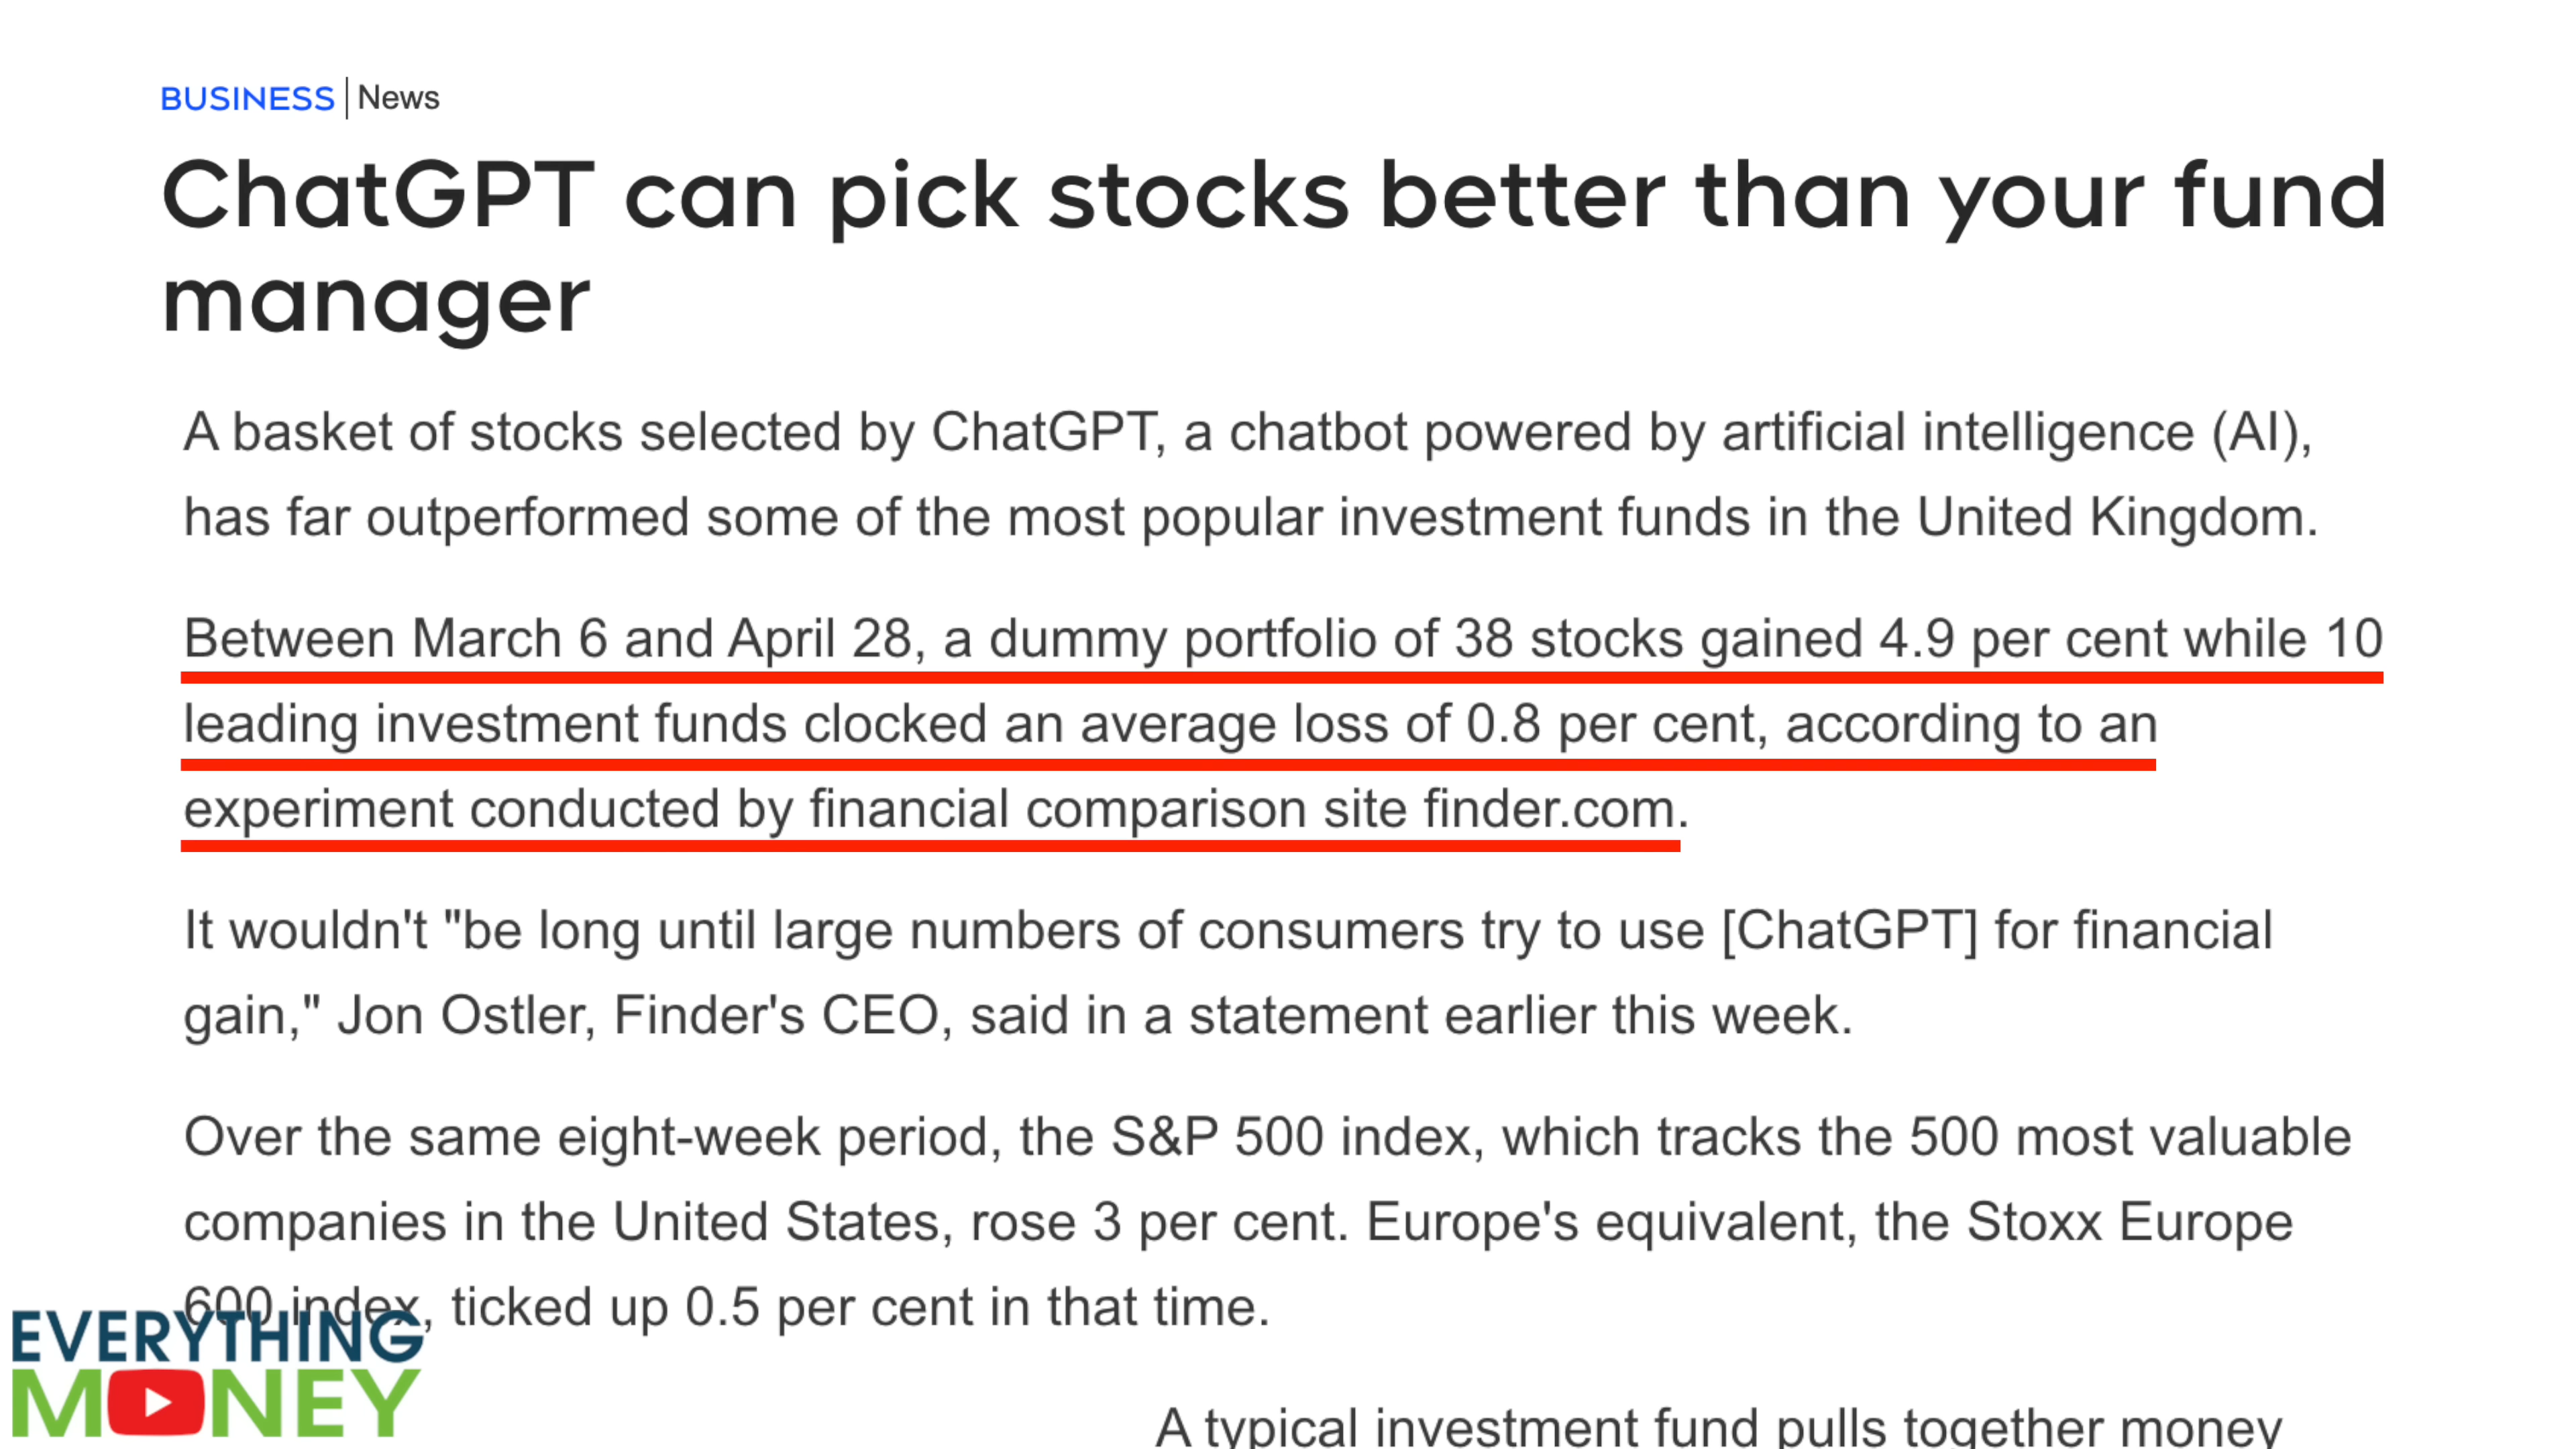 BUSINESS | News
ChatGPT can pick stocks better than your fund
manager
A basket of stocks selected by ChatGPT, a chatbot powered by artificial intelligence (AI),
has far outperformed some of the most popular investment funds in the United Kingdom.
Between March 6 and April 28, a dummy portfolio of 38 stocks gained 4.9 per cent while 10
leading investment funds clocked an average loss of 0.8 per cent, according to an
experiment conducted by financial comparison site finder.com.
It wouldn't "be long until large numbers of consumers try to use [ChatGPT] for financial
gain," Jon Ostler, Finder's CEO, said in a statement earlier this week.
Over the same eight-week period, the S&P 500 index, which tracks the 500 most valuable
companies in the United States, rose 3 per cent. Europe's equivalent, the Stoxx Europe
600 index, ticked up 0.5 per cent in that time.
EVERYTHING
MONEY
A typical investment fund pulls together money